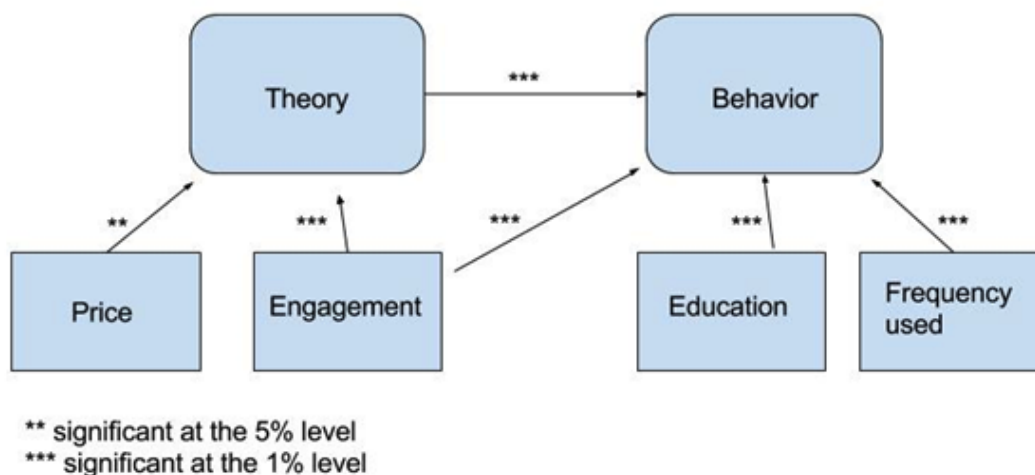 ***
Theory
Behavior
**
***
***
***
***
Price
Engagement
Education
Frequency
used
** significant at the 5% level
*** significant at the 1% level